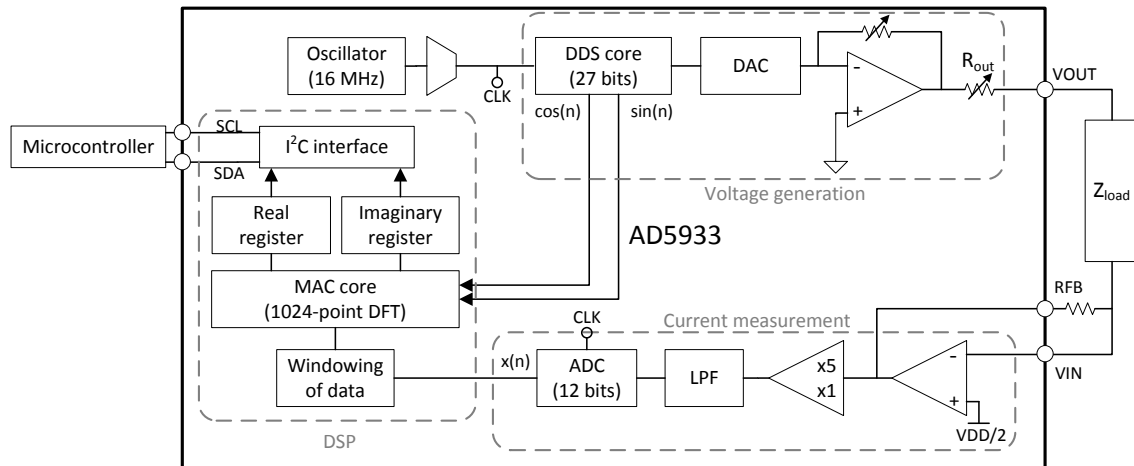 Oscillator
(16 MHz)
CLK
DDS core
(27 bits)
cos(n)
sin(n)
DAC
-
+
Rout
VOUT
Voltage generation
Microcontroller
SCL
SDA
I²C interface
Real
register
Imaginary
register
MAC core
(1024-point DFT)
Windowing
of data
DSP
AD5933
Zload
RFB
VIN
Current measurement
CLK
x(n)
ADC
(12 bits)
LPF
x5
x1
-
+
VDD/2